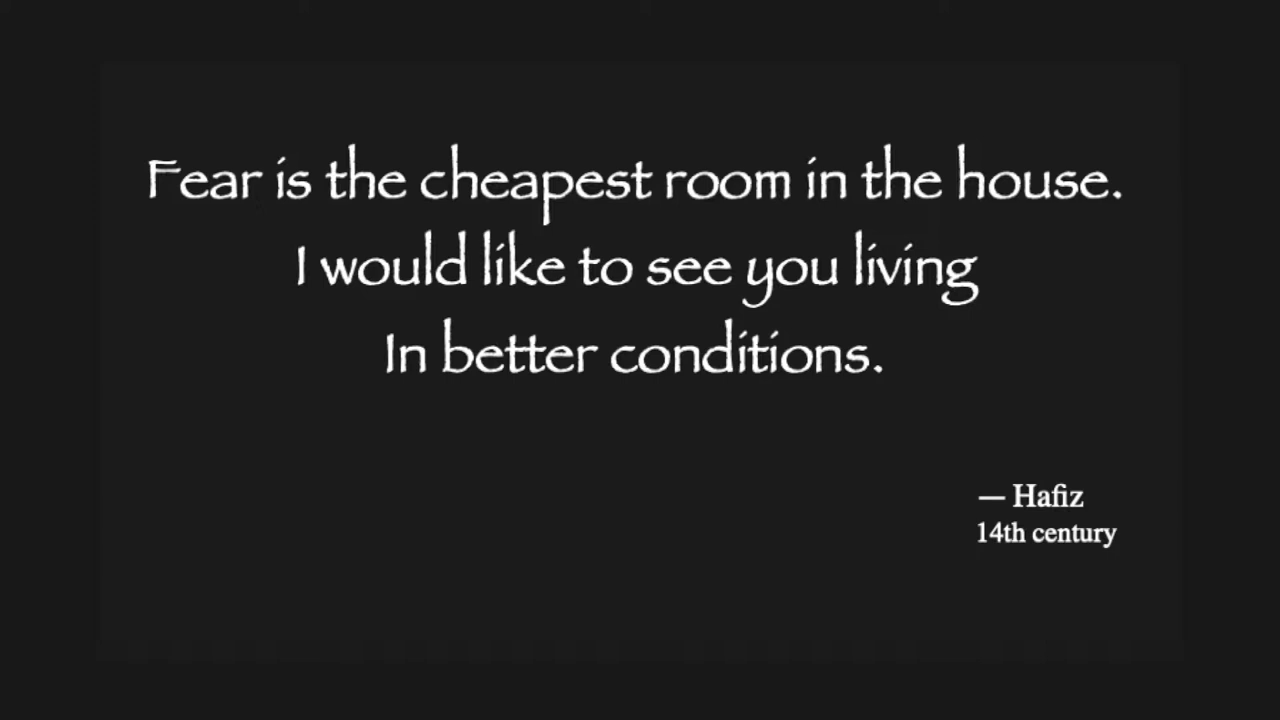 Fear is the cheapest room in the house.
I would like to see you living
In better conditions.
— Hafiz
14th century